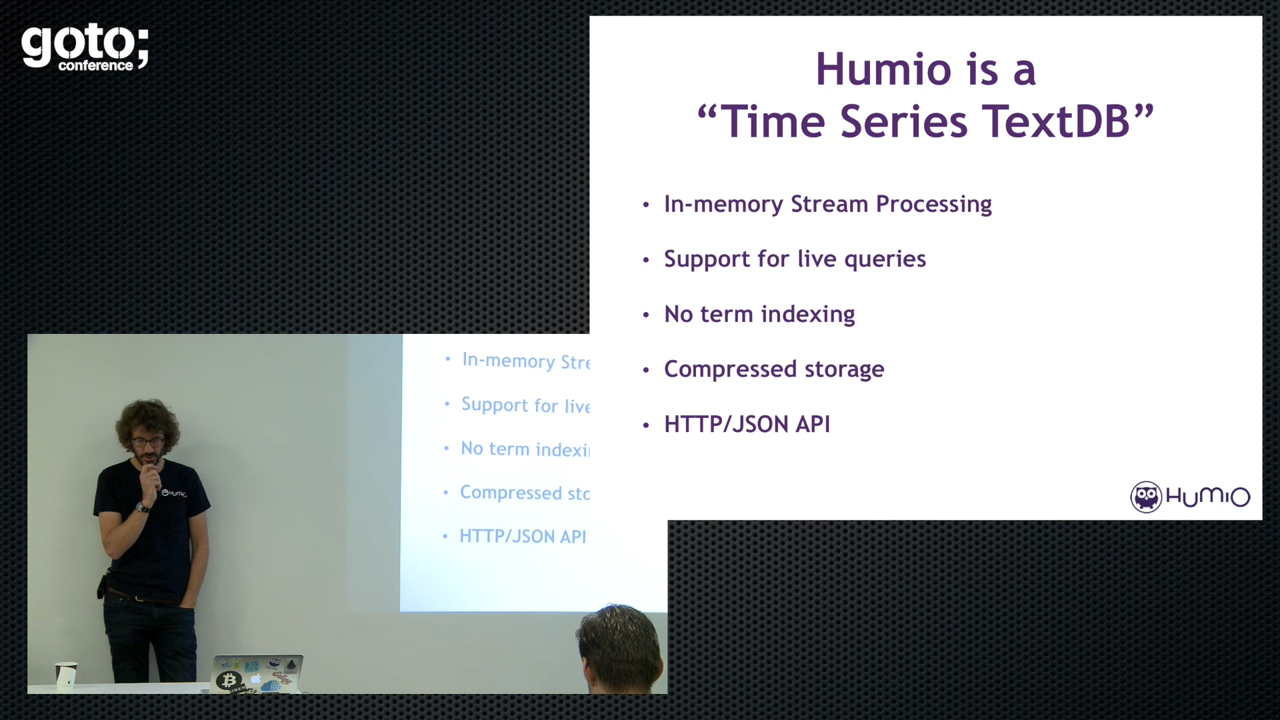 goto;
conference
Humio is a
“Time Series TextDB”
• In-memory Stream Processing
• Support for live queries
• No term indexing
• Compressed storage
• HTTP/JSON API
HUMIO
• In-memory Stre
• Support for live
• No term indexi
• Compressed sto
• HTTP/JSON API
HUMIO